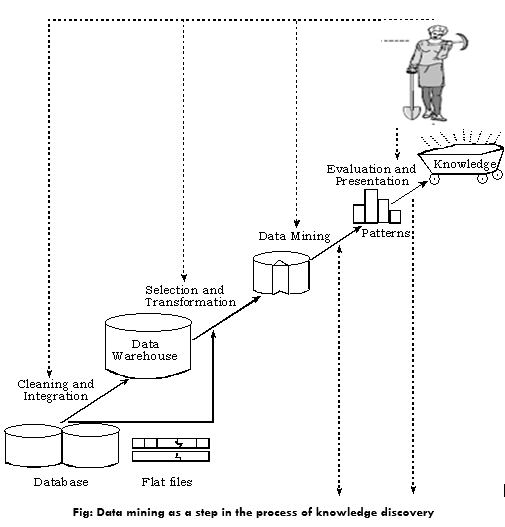 Knowledge
Evaluation and
Presentation
Patterns
Data Mining
Selection and
Transformation
Data
Warehouse
Cleaning and
Integration
Database
Flat files
Fig: Data mining as a step in the process of knowledge discovery